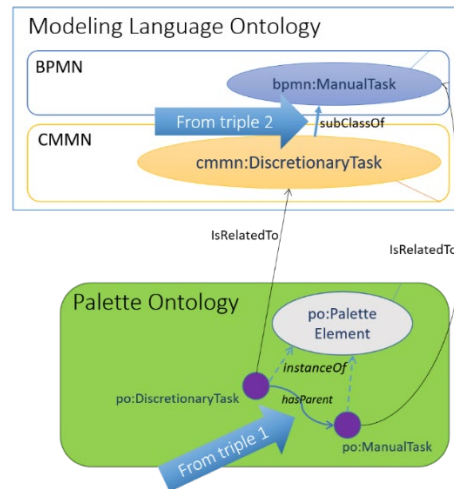 Modeling Language Ontology
BPMN
bpmn:ManualTask
From triple 2
subClassOf
CMMN
cmmn:DiscretionaryTask
IsRelatedTo
IsRelatedTo
Palette Ontology
po:Palette
Element
instanceOf
po:DiscretionaryTask
hasParent
From triple 1
po:ManualTask